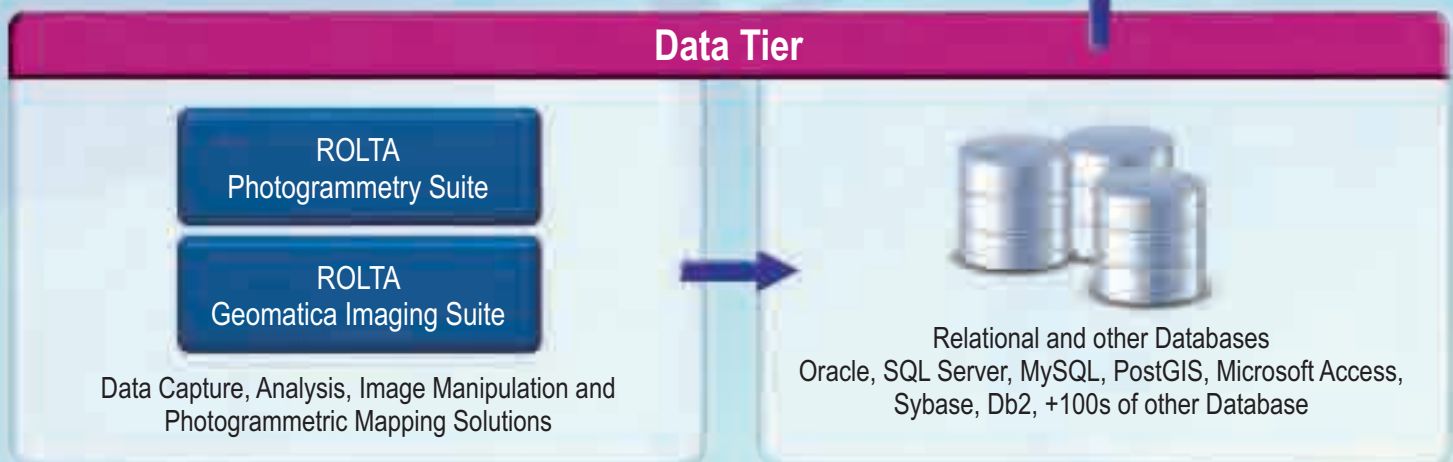 Data Tier
ROLTA
Photogrammetry Suite
ROLTA
Geomatica Imaging Suite
Data Capture, Analysis, Image Manipulation and
Photogrammetric Mapping Solutions
Relational and other Databases
Oracle, SQL Server, MySQL, PostGIS, Microsoft Access,
Sybase, Db2, +100s of other Database